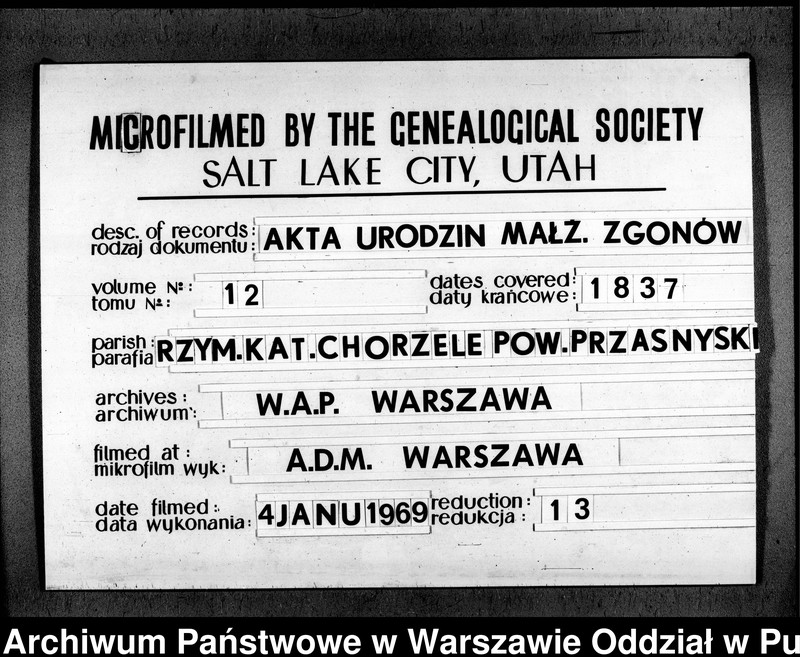 MICROFILMED BY THE GENEALOGICAL SOCIETY
SALT LAKE CITY, UTAH
desc. of records: AKTA URODZIN MAŁŻ. ZGONÓW
rodzaj dokumentu:
volume №: 12 dates covered: 1837
tomu №: daty krańcowe:
parish: RZYM.KAT.CHORZELE POW.PRZASNYSKI
parafia
archives: W.A.P. WARSZAWA
archiwum:
filmed at: A.D.M. WARSZAWA
mikrofilm wyk:
date filmed: 4JANU1969 reduction: 13
data wykonania: redukcja:
Archiwum Państwowe w Warszawie Oddział w Pu